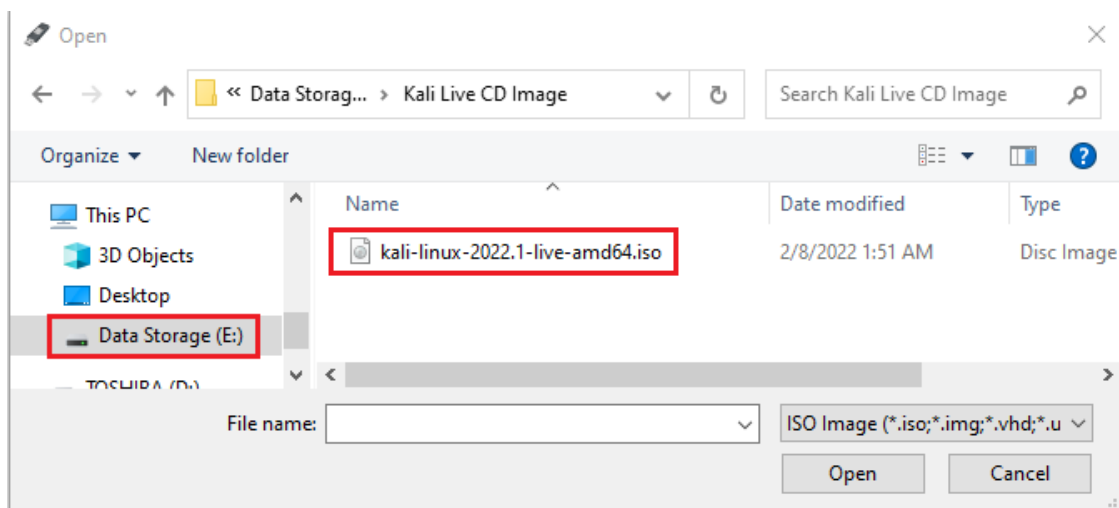 Open
« Data Storag... › Kali Live CD Image
Search Kali Live CD Image
Organize
New folder
?
Name
Date modified
Type
This PC
3D Objects
Desktop
Data Storage (E:)
TOSHIBA (D:)
kali-linux-2022.1-live-amd64.iso
2/8/2022 1:51 AM
Disc Image
File name:
ISO Image (*.iso;*.img;*.vhd;*.u
Open
Cancel